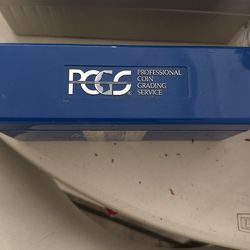 PCGS®
PROFESSIONAL
COIN
GRADING
SERVICE